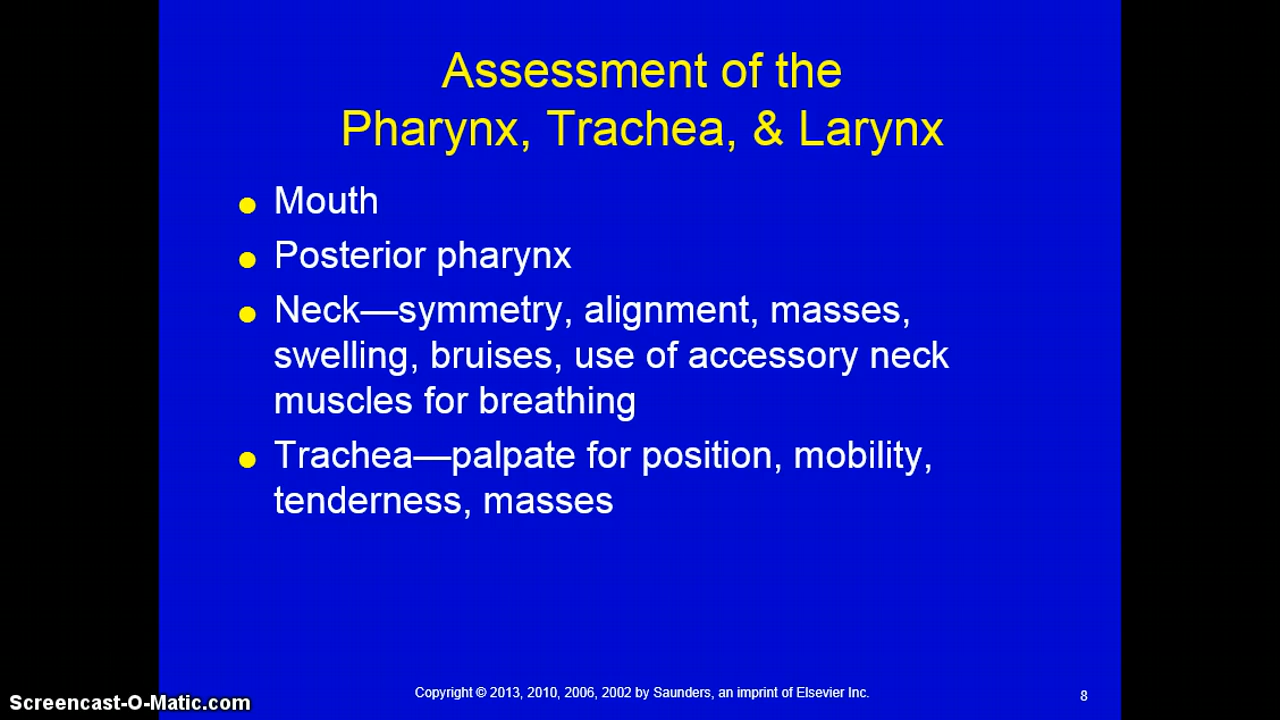 Assessment of the
Pharynx, Trachea, & Larynx
● Mouth
● Posterior pharynx
● Neck—symmetry, alignment, masses,
swelling, bruises, use of accessory neck
muscles for breathing
● Trachea—palpate for position, mobility,
tenderness, masses
Copyright © 2013, 2010, 2006, 2002 by Saunders, an imprint of Elsevier Inc.
8
Screencast-O-Matic.com